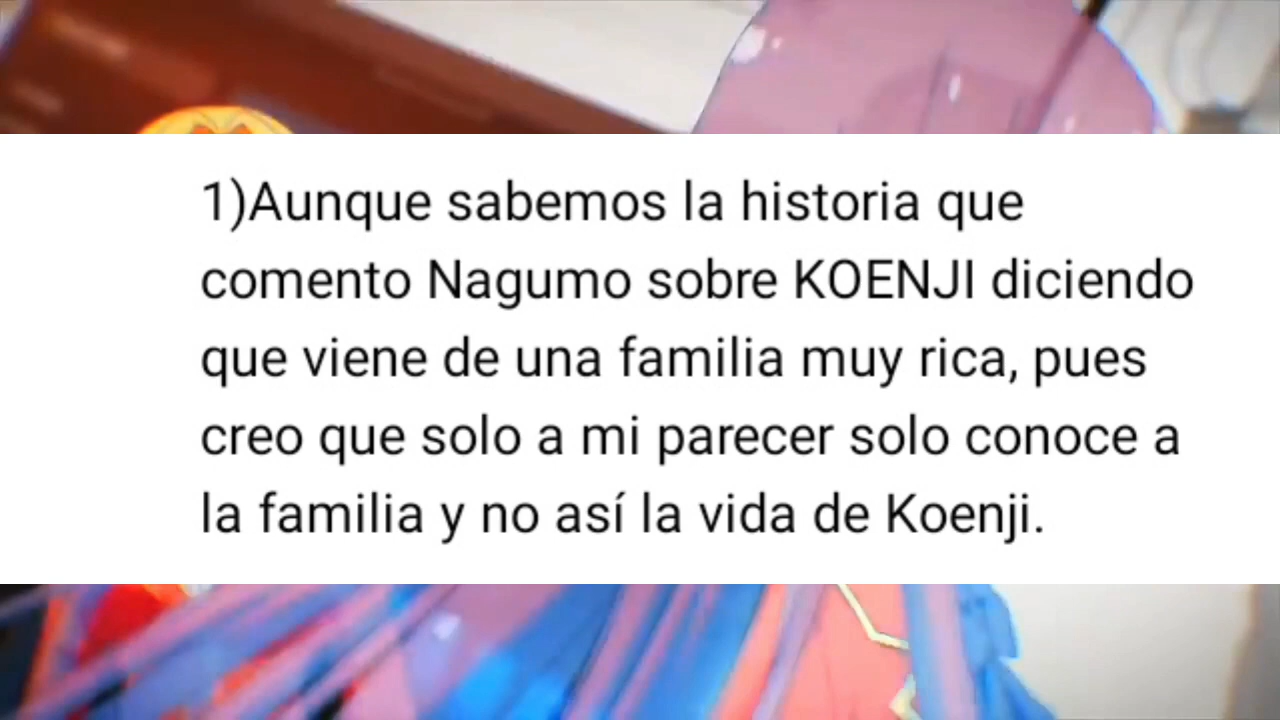 1)Aunque sabemos la historia que
comento Nagumo sobre KOENJI diciendo
que viene de una familia muy rica, pues
creo que solo a mi parecer solo conoce a
la familia y no así la vida de Koenji.